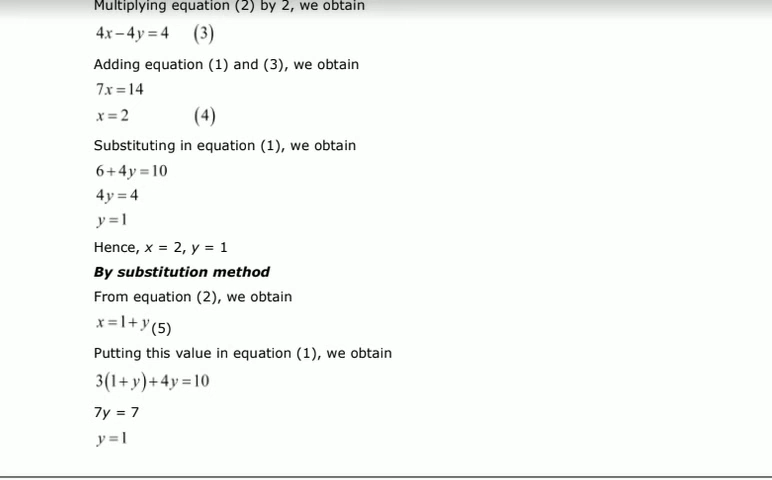 Multiplying equation (2) by 2, we obtain
4x−4y=4 (3)
Adding equation (1) and (3), we obtain
7x=14
x=2 (4)
Substituting in equation (1), we obtain
6+4y=10
4y=4
y=1
Hence, x = 2, y = 1
By substitution method
From equation (2), we obtain
x=1+y(5)
Putting this value in equation (1), we obtain
3(1+y)+4y=10
7y = 7
y=1